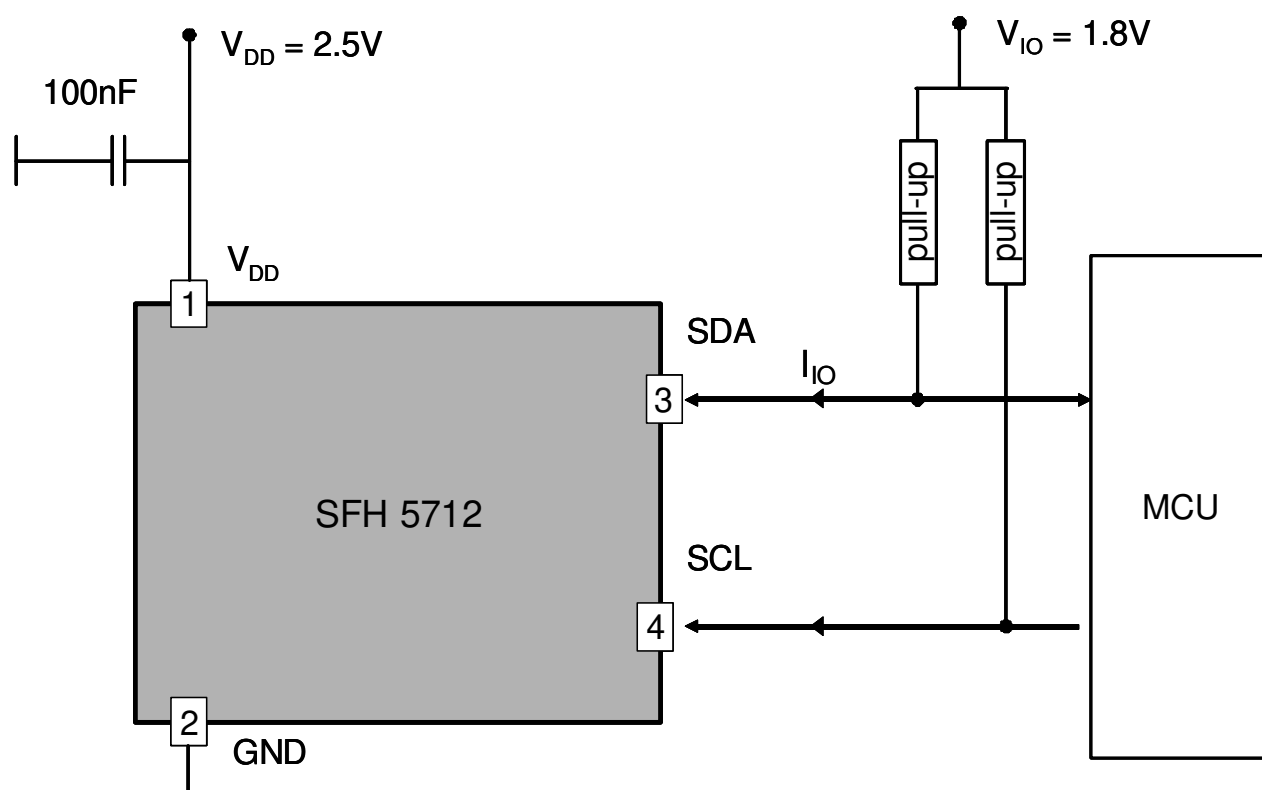 V_DD = 2.5V
V_IO = 1.8V
100nF
pull-up
pull-up
V_DD
1
SDA
I_IO
3
SFH 5712
MCU
SCL
4
2
GND